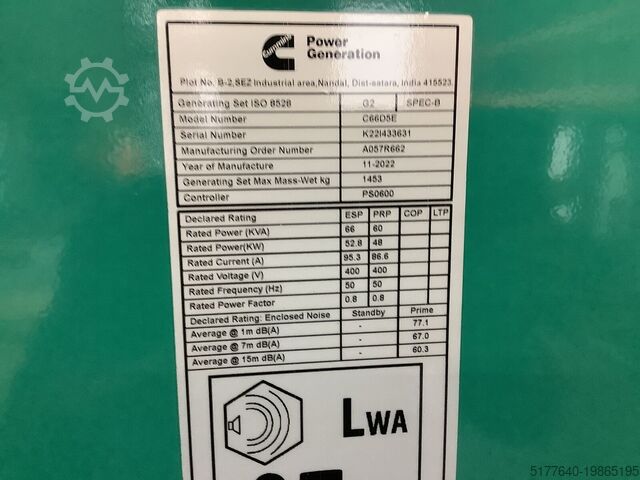 Cummins
Power
Generation
Plot No. B-2,SEZ Industrial area,Nandal, Dist-satara, India 415523.
Generating Set ISO 8528 G2 SPEC-B
Model Number C66D5E
Serial Number K22I433631
Manufacturing Order Number A057R662
Year of Manufacture 11-2022
Generating Set Max Mass-Wet kg 1453
Controller PS0600
Declared Rating ESP PRP COP LTP
Rated Power (KVA) 66 60
Rated Power(KW) 52.8 48
Rated Current (A) 95.3 86.6
Rated Voltage (V) 400 400
Rated Frequency (Hz) 50 50
Rated Power Factor 0.8 0.8
Declared Rating: Enclosed Noise Standby Prime
Average @ 1m dB(A) - 77.1
Average @ 7m dB(A) - 67.0
Average @ 15m dB(A) - 60.3
LWA
5177640-19865195